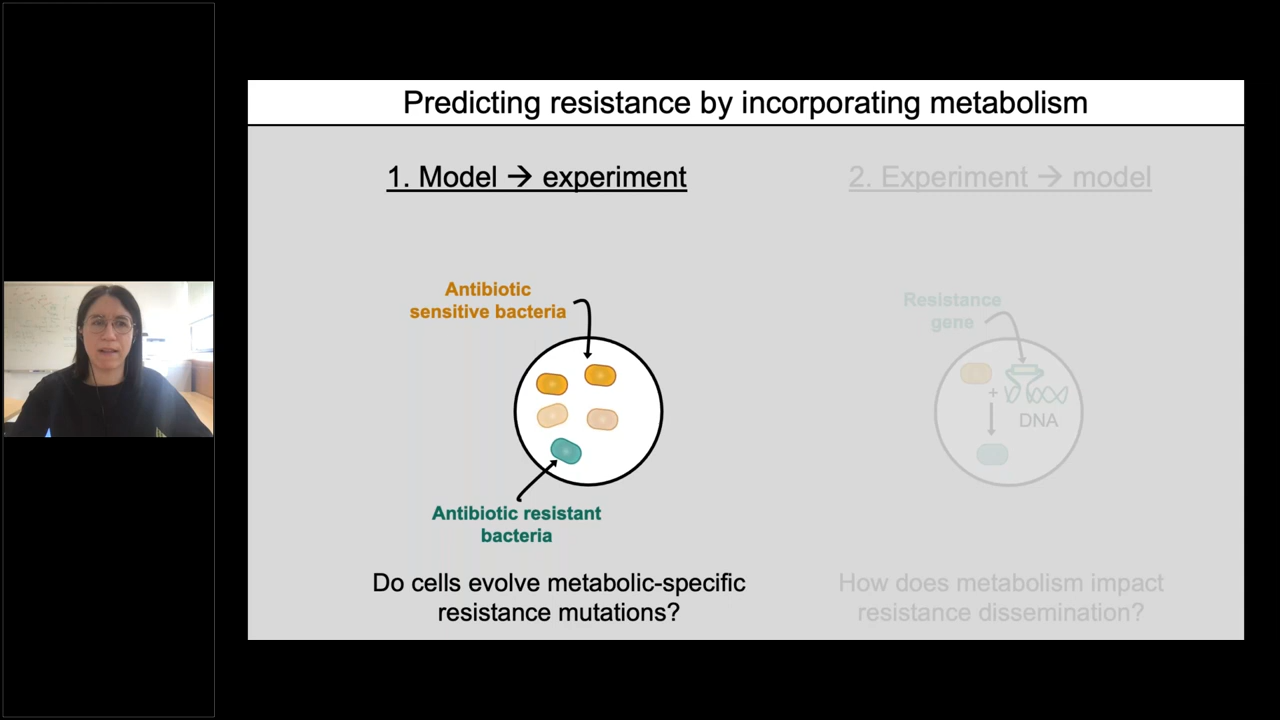 Predicting resistance by incorporating metabolism
1. Model → experiment
Antibiotic
sensitive bacteria
Antibiotic resistant
bacteria
Do cells evolve metabolic-specific
resistance mutations?
2. Experiment → model
Resistance
gene
+
DNA
How does metabolism impact
resistance dissemination?